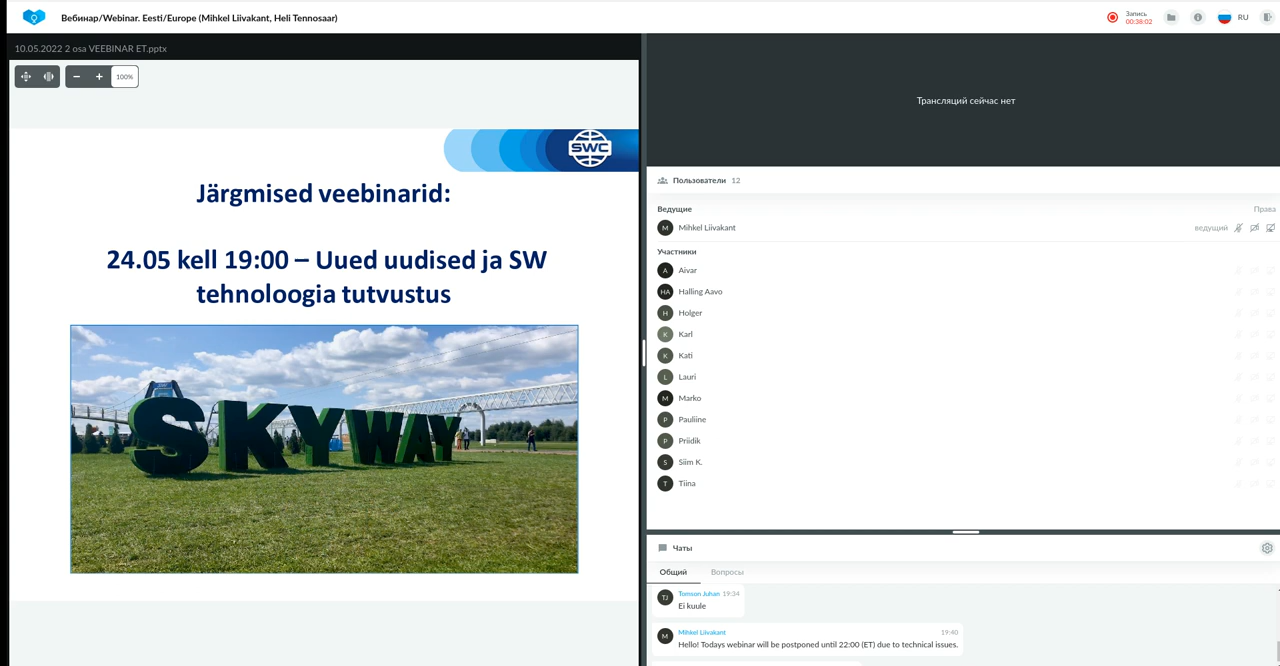 Вебинар/Webinar. Eesti/Europe (Mihkel Liivakant, Heli Tennosaar)
Запись
00:38:02
RU
10.05.2022 2 osa VEEBINAR ET.pptx
100%
SWC
Järgmised veebinarid:
24.05 kell 19:00 – Uued uudised ja SW
tehnoloogia tutvustus
SKYWAY
Трансляций сейчас нет
Пользователи 12
Ведущие Права
M Mihkel Liivakant ведущий
Участники
A Aivar
HA Halling Aavo
H Holger
K Karl
K Kati
L Lauri
M Marko
P Pauliine
P Priidik
S Siim K.
T Tiina
Чаты
Общий Вопросы
TJ Tomson Juhan 19:34
Ei kuule
M Mihkel Liivakant 19:40
Hello! Todays webinar will be postponed until 22:00 (ET) due to technical issues.